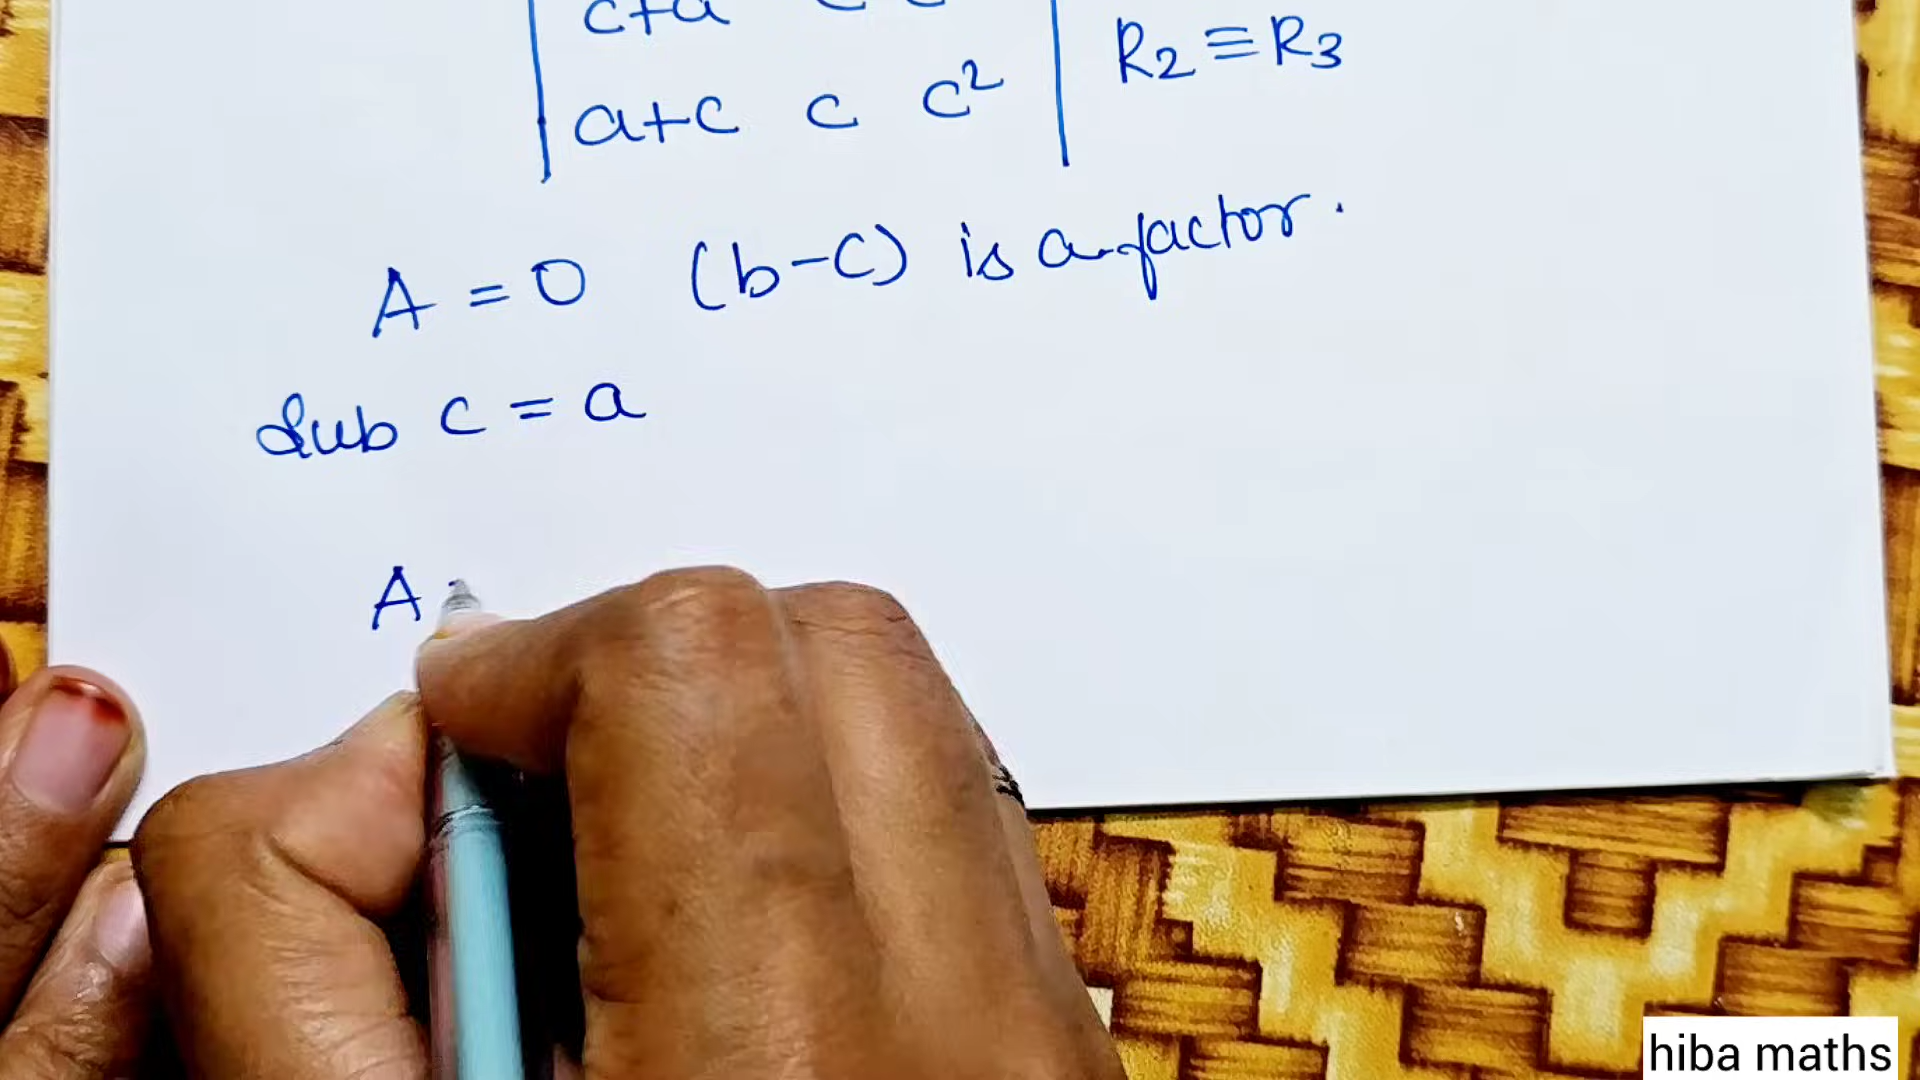 c+a c c
R2 ≡ R3
a+c c c²
A = 0 (b-c) is a factor.
Sub c = a
A
hiba maths